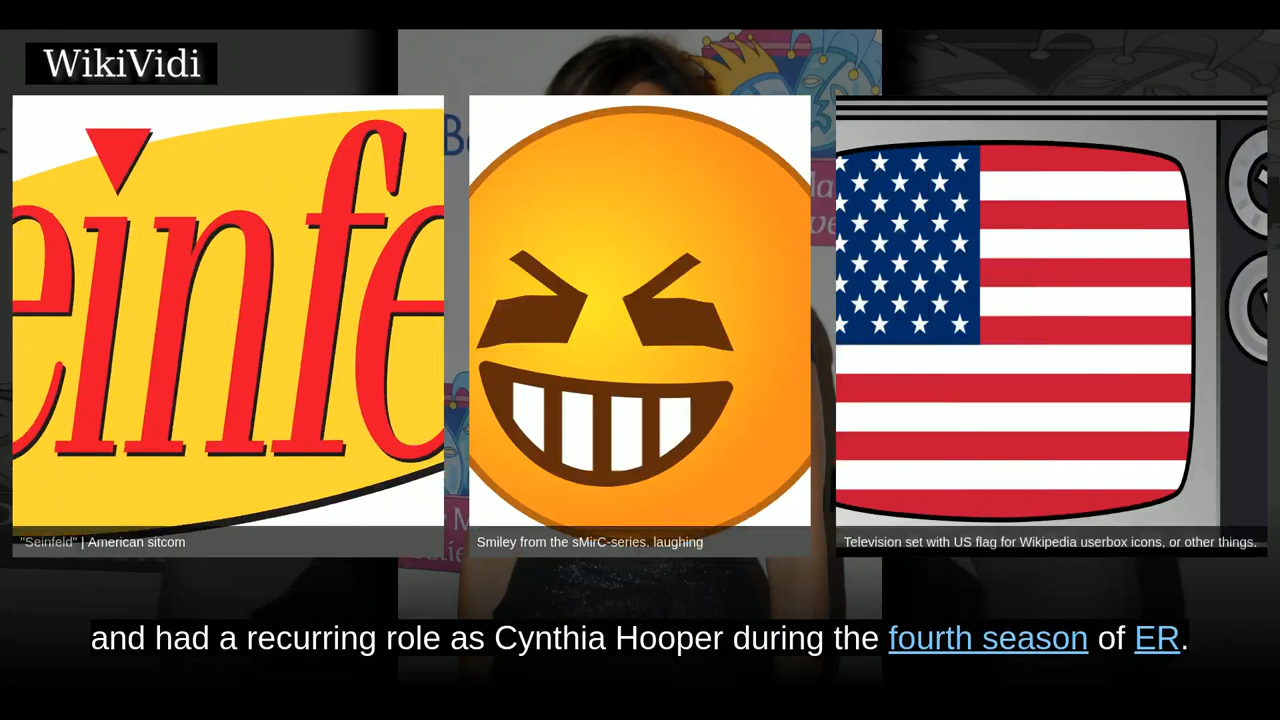 WikiVidi
einfe
"Seinfeld" | American sitcom
Smiley from the sMirC-series. laughing
Television set with US flag for Wikipedia userbox icons, or other things.
and had a recurring role as Cynthia Hooper during the fourth season of ER.